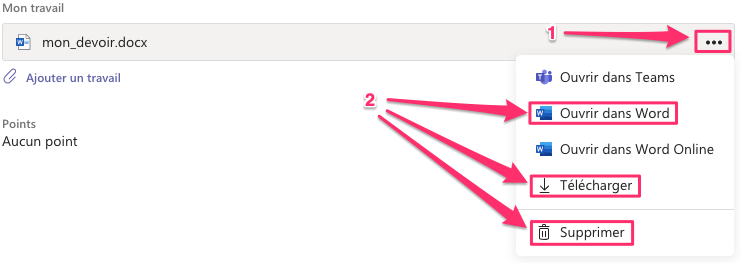 Mon travail
1
mon_devoir.docx
Ajouter un travail
Ouvrir dans Teams
2
Ouvrir dans Word
Points
Aucun point
Ouvrir dans Word Online
Télécharger
Supprimer